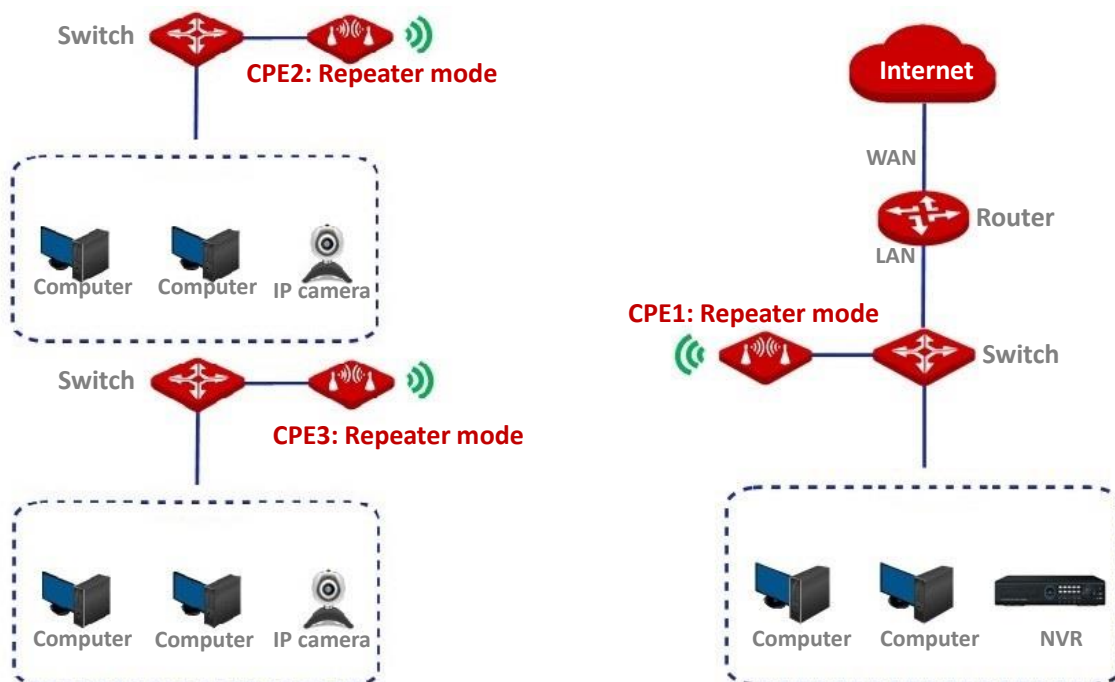 Switch
CPE2: Repeater mode
Computer
Computer
IP camera
Switch
CPE3: Repeater mode
Computer
Computer
IP camera
Internet
WAN
Router
LAN
CPE1: Repeater mode
Switch
Computer
Computer
NVR